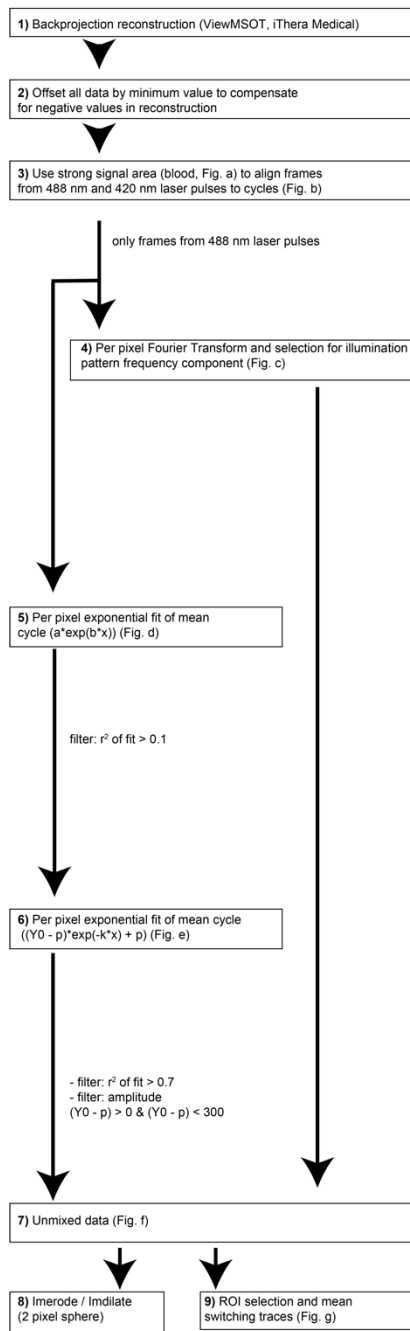 1) Backprojection reconstruction (ViewMSOT, iThera Medical)
2) Offset all data by minimum value to compensate
for negative values in reconstruction
3) Use strong signal area (blood, Fig. a) to align frames
from 488 nm and 420 nm laser pulses to cycles (Fig. b)
only frames from 488 nm laser pulses
4) Per pixel Fourier Transform and selection for illumination
pattern frequency component (Fig. c)
5) Per pixel exponential fit of mean
cycle (a*exp(b*x)) (Fig. d)
filter: r² of fit > 0.1
6) Per pixel exponential fit of mean cycle
((Y0 - p)*exp(-k*x) + p) (Fig. e)
- filter: r² of fit > 0.7
- filter: amplitude
(Y0 - p) > 0 & (Y0 - p) < 300
7) Unmixed data (Fig. f)
8) Imerode / Imdilate
(2 pixel sphere)
9) ROI selection and mean
switching traces (Fig. g)